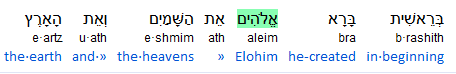 בְּרֵאשִׁית בָּרָא אֱלֹהִים אֵת הַשָּׁמַיִם וְאֵת הָאָרֶץ
e·artz u·ath e·shmim ath aleim bra b·rashith
the·earth and·» the·heavens » Elohim he·created in·beginning